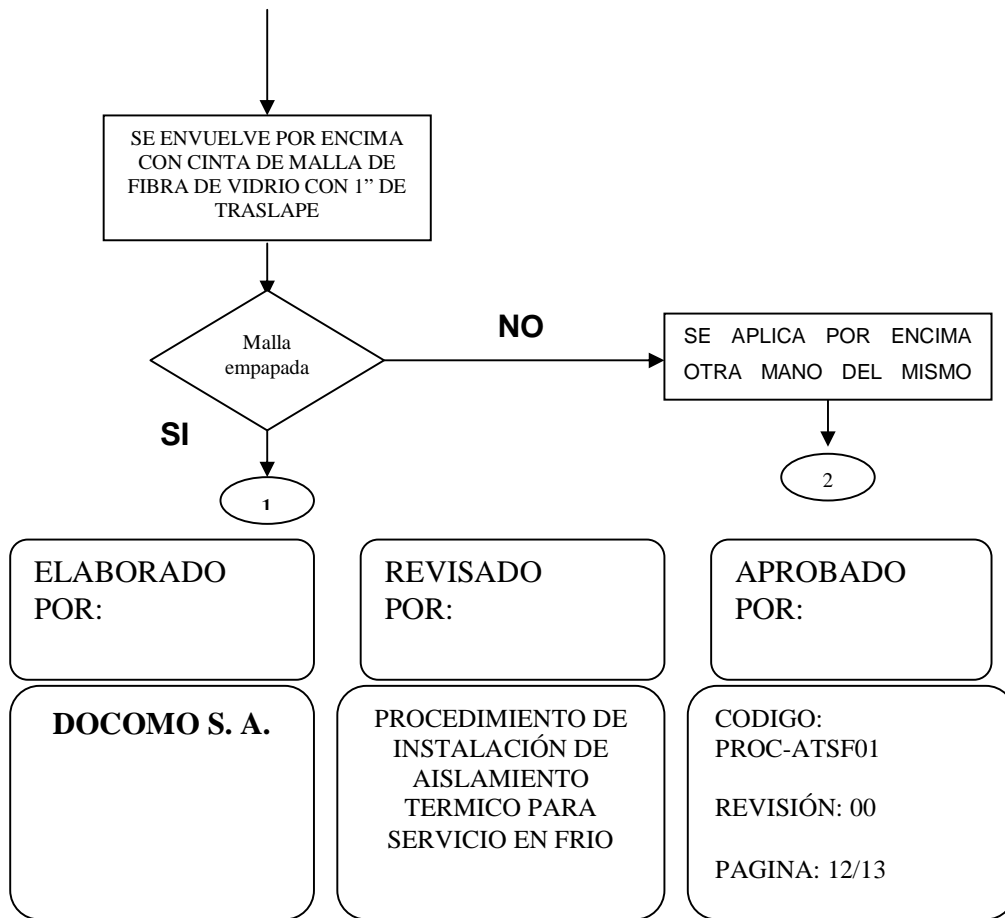 SE ENVUELVE POR ENCIMA
CON CINTA DE MALLA DE
FIBRA DE VIDRIO CON 1” DE
TRASLAPE
Malla
empapada
NO
SE APLICA POR ENCIMA
OTRA MANO DEL MISMO
SI
1
2
ELABORADO
POR:
REVISADO
POR:
APROBADO
POR:
DOCOMO S. A.
PROCEDIMIENTO DE
INSTALACIÓN DE
AISLAMIENTO
TERMICO PARA
SERVICIO EN FRIO
CODIGO:
PROC-ATSF01
REVISIÓN: 00
PAGINA: 12/13